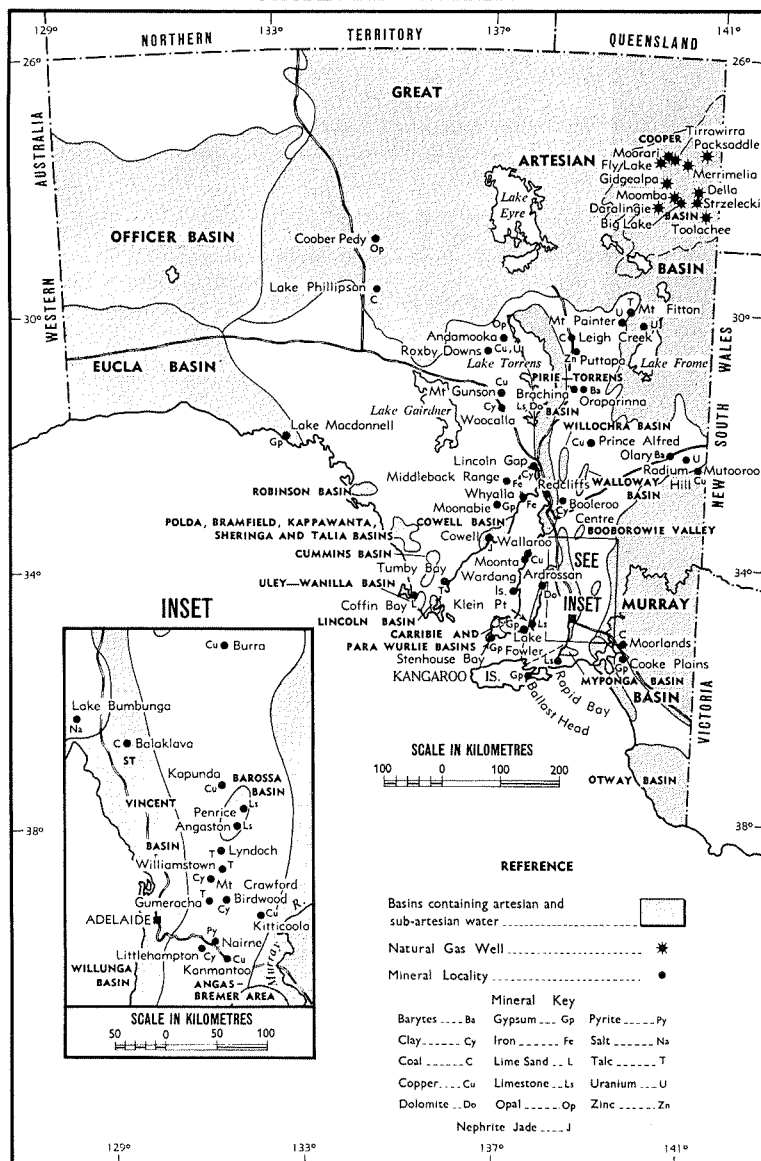 129°
133°
137°
141°
NORTHERN TERRITORY
QUEENSLAND
26°
26°
GREAT
AUSTRALIA
ARTESIAN
COOPER
Tirrawirra
Packsaddle
Moorari
Fly Lake
Merrimelia
Gidgealpa
Della
Moomba
Strzelecki
Daralingie
BASIN
Big Lake
Toolachee
Lake
Eyre
OFFICER BASIN
Coober Pedy
Op
BASIN
WESTERN
Lake Phillipson
C
30°
30°
T
Mt Fitton
U
Mt Painter
U
Op
Andamooka
C
Leigh Creek
Roxby Downs
Cu, U
Zn
Puttapa
Lake Frome
WALES
EUCLA BASIN
Lake Torrens
PIRIE-TORRENS
Cu
Mt Gunson
Brachina
Ba
Oraparinna
Lake Gairdner
Cy
Ls Do
BASIN
Woocalla
WILLOCHRA BASIN
SOUTH
Lake Macdonnell
Gp
Cu
Prince Alfred
Lincoln Gap
Olary
Ba
U
Cy
Middleback Range
Fe
Redcliffs
Radium Hill
Mutooroo
Cu
WALLOWAY
BASIN
NEW
ROBINSON BASIN
Whyalla
Fe
Booleroo
Centre
Cy
Moonabie
Gp
POLDA, BRAMFIELD, KAPPAWANTA,
SHERINGA and TALIA BASINS
COWELL BASIN
BOOBOROWIE VALLEY
Cowell
J
Wallaroo
SEE
CUMMINS BASIN
Moonta
Cu
34°
34°
Tumby Bay
T
Wardang
Is.
Ardrossan
Do
INSET
MURRAY
ULEY—WANILLA BASIN
Coffin Bay
L
Klein Pt
LINCOLN BASIN
Gp
Ls
C
Moorlands
CARRIBIE AND
PARA WURLIE BASINS
Gp
Lake
Fowler
Gp
Cooke Plains
Stenhouse Bay
Ls
MYPONGA BASIN
KANGAROO IS.
Gp
Rapid Bay
Ballast Head
BASIN
VICTORIA
SCALE IN KILOMETRES
100 0 100 200
OTWAY BASIN
38°
38°
INSET
Cu
Burra
Lake Bumbunga
Na
C
Balaklava
ST
Kapunda
Cu
BAROSSA
BASIN
VINCENT
Penrice
Ls
Angaston
Ls
BASIN
T
Lyndoch
Williamstown
T
Cy
Mt
Crawford
T
Gumeracha
Birdwood
Cy
ADELAIDE
Cu
Kitticoola
R.
Py
Nairne
Littlehampton
Cy
Cu
Murray
Kanmantoo
WILLUNGA
BASIN
ANGAS–
BREMER AREA
SCALE IN KILOMETRES
50 0 50 100
REFERENCE
Basins containing artesian and
sub-artesian water
Natural Gas Well
Mineral Locality
Mineral Key
Barytes Ba Gypsum Gp Pyrite Py
Clay Cy Iron Fe Salt Na
Coal C Lime Sand L Talc T
Copper Cu Limestone Ls Uranium U
Dolomite Do Opal Op Zinc Zn
Nephrite Jade J
129°
133°
137°
141°